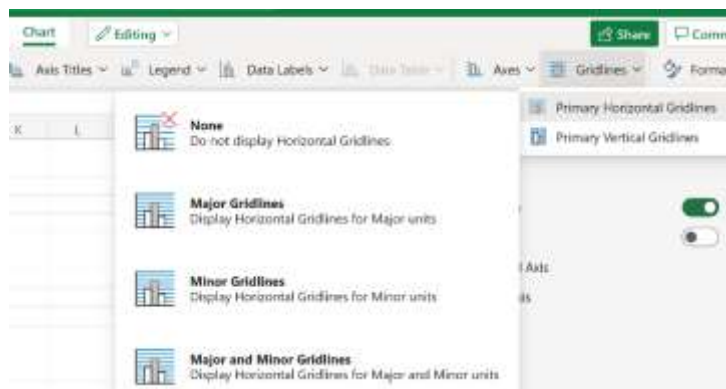 Chart Editing Share
Axis Titles Legend Data Labels Data Table Axes Gridlines
Primary Horizontal Gridlines
Primary Vertical Gridlines
K L
None
Do not display Horizontal Gridlines
Major Gridlines
Display Horizontal Gridlines for Major units
Minor Gridlines
Display Horizontal Gridlines for Minor units
Major and Minor Gridlines
Display Horizontal Gridlines for Major and Minor units
Axis